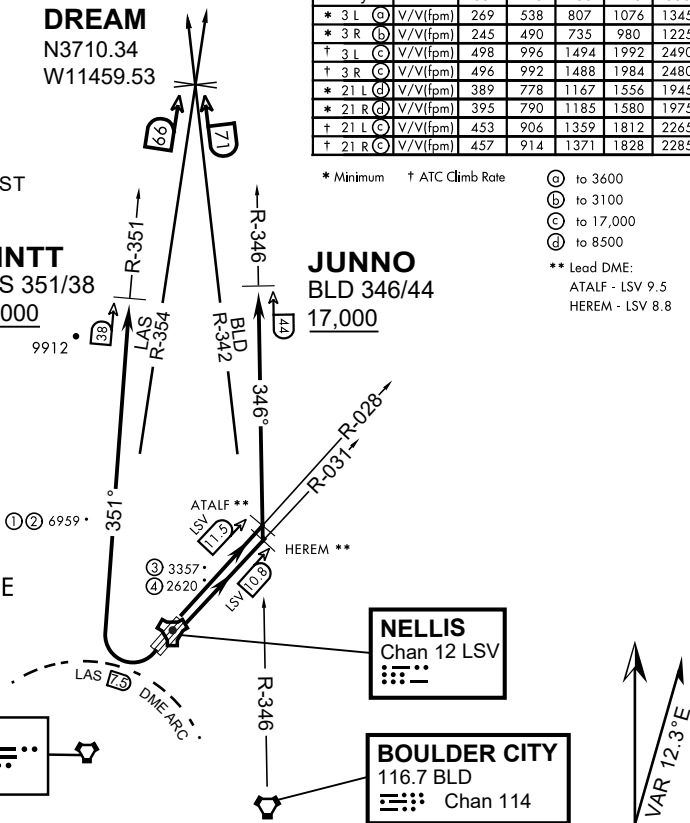 DREAM
N3710.34
W11459.53
* 3 L a V/V(fpm) 269 538 807 1076 1345
* 3 R b V/V(fpm) 245 490 735 980 1225
† 3 L c V/V(fpm) 498 996 1494 1992 2490
† 3 R c V/V(fpm) 496 992 1488 1984 2480
* 21 L d V/V(fpm) 389 778 1167 1556 1945
* 21 R d V/V(fpm) 395 790 1185 1580 1975
† 21 L c V/V(fpm) 453 906 1359 1812 2265
† 21 R c V/V(fpm) 457 914 1371 1828 2285
* Minimum † ATC Climb Rate
a to 3600
b to 3100
c to 17,000
d to 8500
** Lead DME:
ATALF - LSV 9.5
HEREM - LSV 8.8
66
71
ST
R-351
R-346
NTT
S 351/38
000
JUNNO
BLD 346/44
17,000
38
44
9912
LAS
R-354
BLD
R-342
346°
R-028
R-031
351°
1 2 6959
ATALF **
LSV
11.5
HEREM **
3 3357
4 2620
LSV
10.8
E
NELLIS
Chan 12 LSV
LAS 7.5 DME ARC
R-346
BOULDER CITY
116.7 BLD
Chan 114
VAR 12.3°E